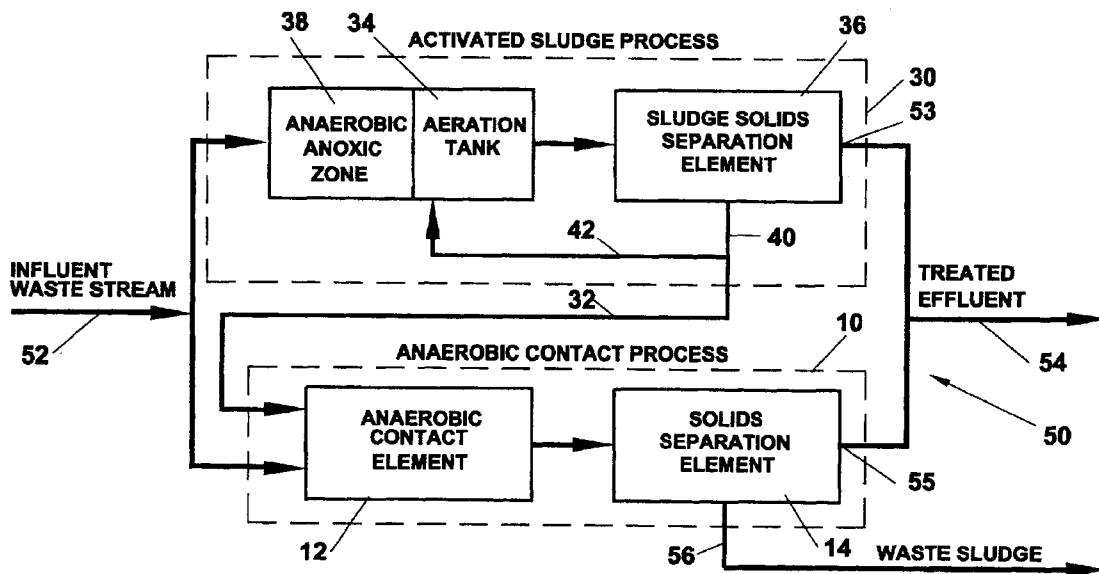 38
34
36
ACTIVATED SLUDGE PROCESS
30
53
ANAEROBIC
ANOXIC
ZONE
AERATION
TANK
SLUDGE SOLIDS
SEPARATION
ELEMENT
42
40
INFLUENT
WASTE STREAM
52
32
TREATED
EFFLUENT
54
ANAEROBIC CONTACT PROCESS
10
ANAEROBIC
CONTACT
ELEMENT
SOLIDS
SEPARATION
ELEMENT
50
55
12
56
14
WASTE SLUDGE